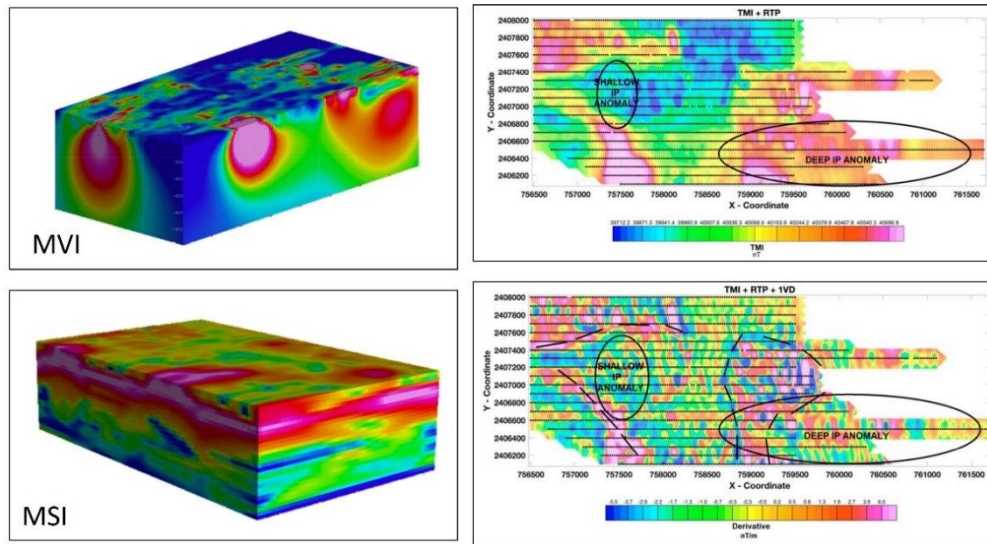 MVI
TMI + RTP
Y - Coordinate
2408000
2407800
2407600
2407400
2407200
2407000
2406800
2406600
2406400
2406200
SHALLOW
IP
ANOMALY
DEEP IP ANOMALY
756500 757000 757500 758000 758500 759000 759500 760000 760500 761000 761500
X - Coordinate
TMI
nT
MSI
TMI + RTP + 1VD
Y - Coordinate
2408000
2407800
2407600
2407400
2407200
2407000
2406800
2406600
2406400
2406200
SHALLOW
IP
ANOMALY
DEEP IP ANOMALY
756500 757000 757500 758000 758500 759000 759500 760000 760500 761000 761500
X - Coordinate
Derivative
nT/m